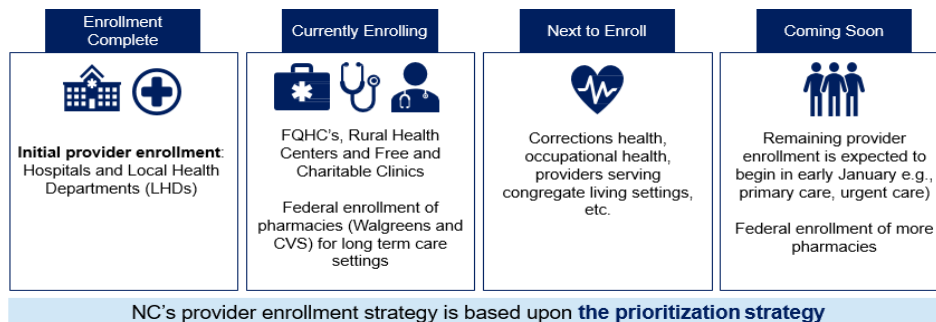 Enrollment
Complete
Initial provider enrollment:
Hospitals and Local Health
Departments (LHDs)
Currently Enrolling
FQHC's, Rural Health
Centers and Free and
Charitable Clinics
Federal enrollment of
pharmacies (Walgreens and
CVS) for long term care
settings
Next to Enroll
Corrections health,
occupational health,
providers serving
congregate living settings,
etc.
Coming Soon
Remaining provider
enrollment is expected to
begin in early January e.g.,
primary care, urgent care)
Federal enrollment of more
pharmacies
NC's provider enrollment strategy is based upon the prioritization strategy